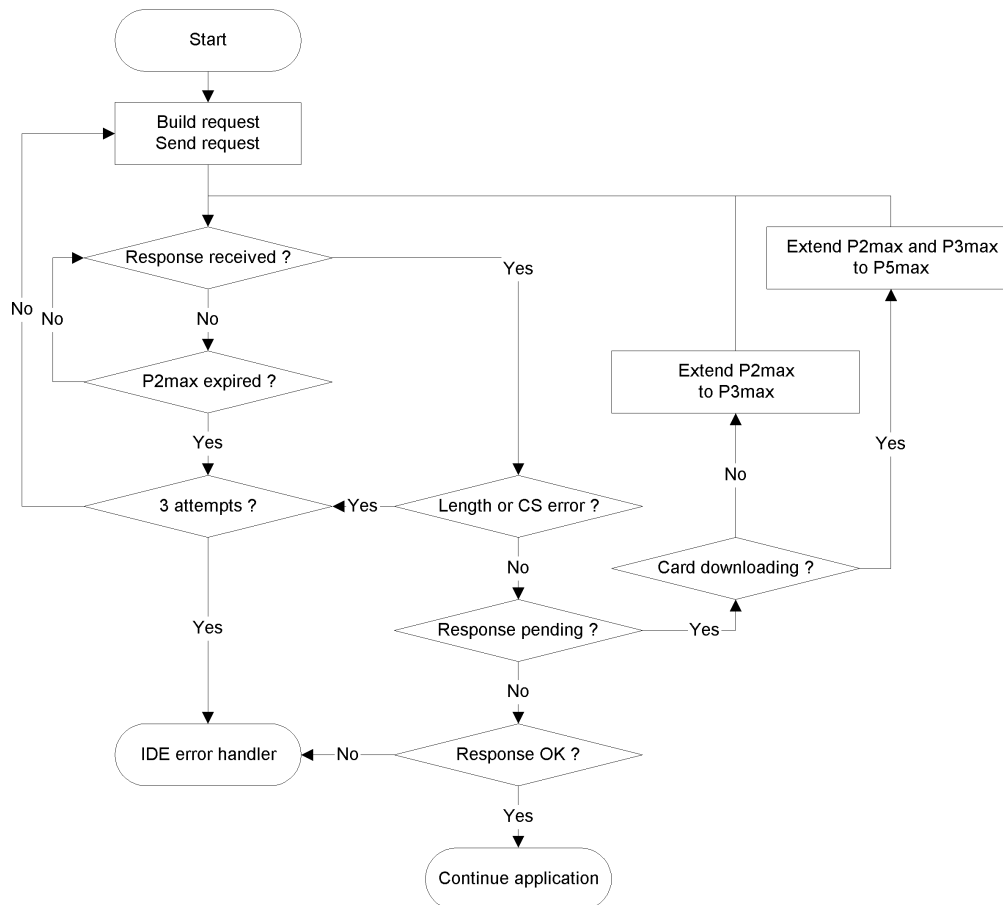 Start
Build request
Send request
Response received ?
Yes
Extend P2max and P3max
to P5max
No
No
No
P2max expired ?
Extend P2max
to P3max
Yes
Yes
No
3 attempts ?
Yes
Length or CS error ?
No
Card downloading ?
Yes
Response pending ?
Yes
No
IDE error handler
No
Response OK ?
Yes
Continue application